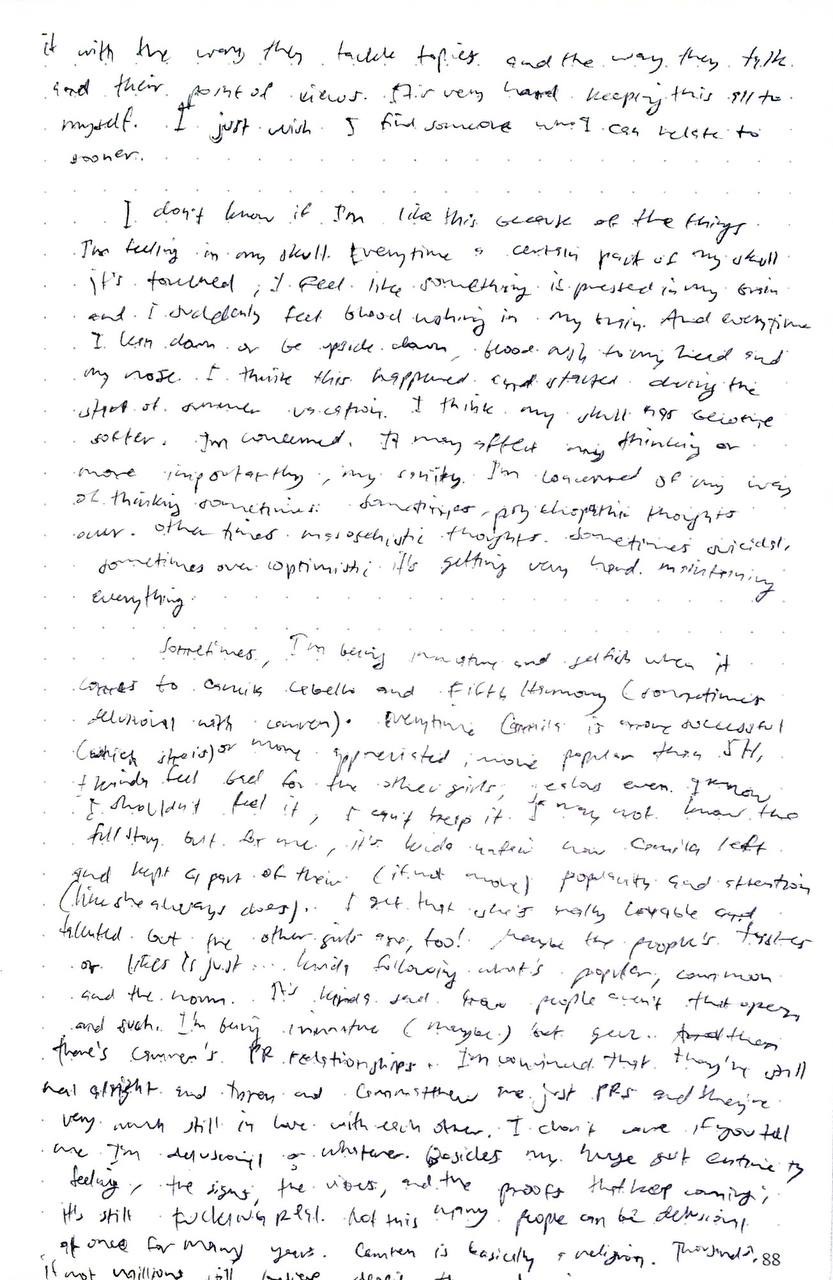 it with the way they tackle topics and the way they talk
and their point of views. It's very hard keeping this all to
myself. I just wish I find someone who I can relate to
sooner.
I don't know if I'm like this because of the things
I'm feeling in my skull. Everytime a certain part of my skull
it's touched, I feel like something is pressed in my brain
and I suddenly feel blood rushing in my brain. And everytime
I lean down or be upside down, blood rush to my head and
my nose. I think this happened and started during the
start of summer vacation. I think my skull has become
softer. I'm concerned. It may affect my thinking or
more importantly, my sanity. I'm concerned of my way
of thinking sometimes. Sometimes, psychopathic thoughts
over. Other times masochistic thoughts. Sometimes suicidal,
sometimes over optimistic. It's getting very hard maintaining
everything.
Sometimes, I'm being immature and selfish when it
comes to Camila Cabello and Fifth Harmony (sometimes
delusional with Camren). Everytime Camila is more successful
(which she is) or more appreciated, more popular than 5H,
I kinda feel bad for the other girls, jealous even. I know
I shouldn't feel it, I can't keep it. I may not know the
full story but for me, it's kinda unfair how Camila left
and kept a part of their (if not more) popularity and attention
(like she always does). I get that she's really lovable and
talented but the other girls are, too! Maybe the people's tastes
or likes is just... kinda following what's popular, common
and the norm. It's kinda sad how people aren't that open
and such. I'm being immature (maybe) but yeah.
there's Camren's PR relationships. I'm convinced that they're still
real alright and and are just PRs and they're
very much still in love with each other. I don't care if you tell
me I'm delusional or whatever. Besides my huge gut
feeling, the signs, the vibes, and the proofs that keep coming,
it's still FUCKING REAL. Not this many people can be delusional
at once for many years. Camren is basically a religion. Thousands, 88
if not millions still believe